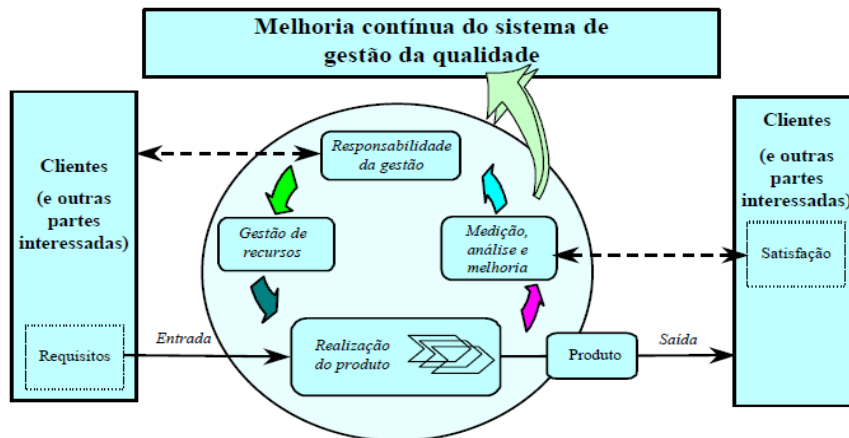 Melhoria contínua do sistema de
gestão da qualidade
Clientes
(e outras
partes
interessadas)
Requisitos
Entrada
Responsabilidade
da gestão
Gestão de
recursos
Medição,
análise e
melhoria
Realização
do produto
Produto
Saída
Clientes
(e outras
partes
interessadas)
Satisfação